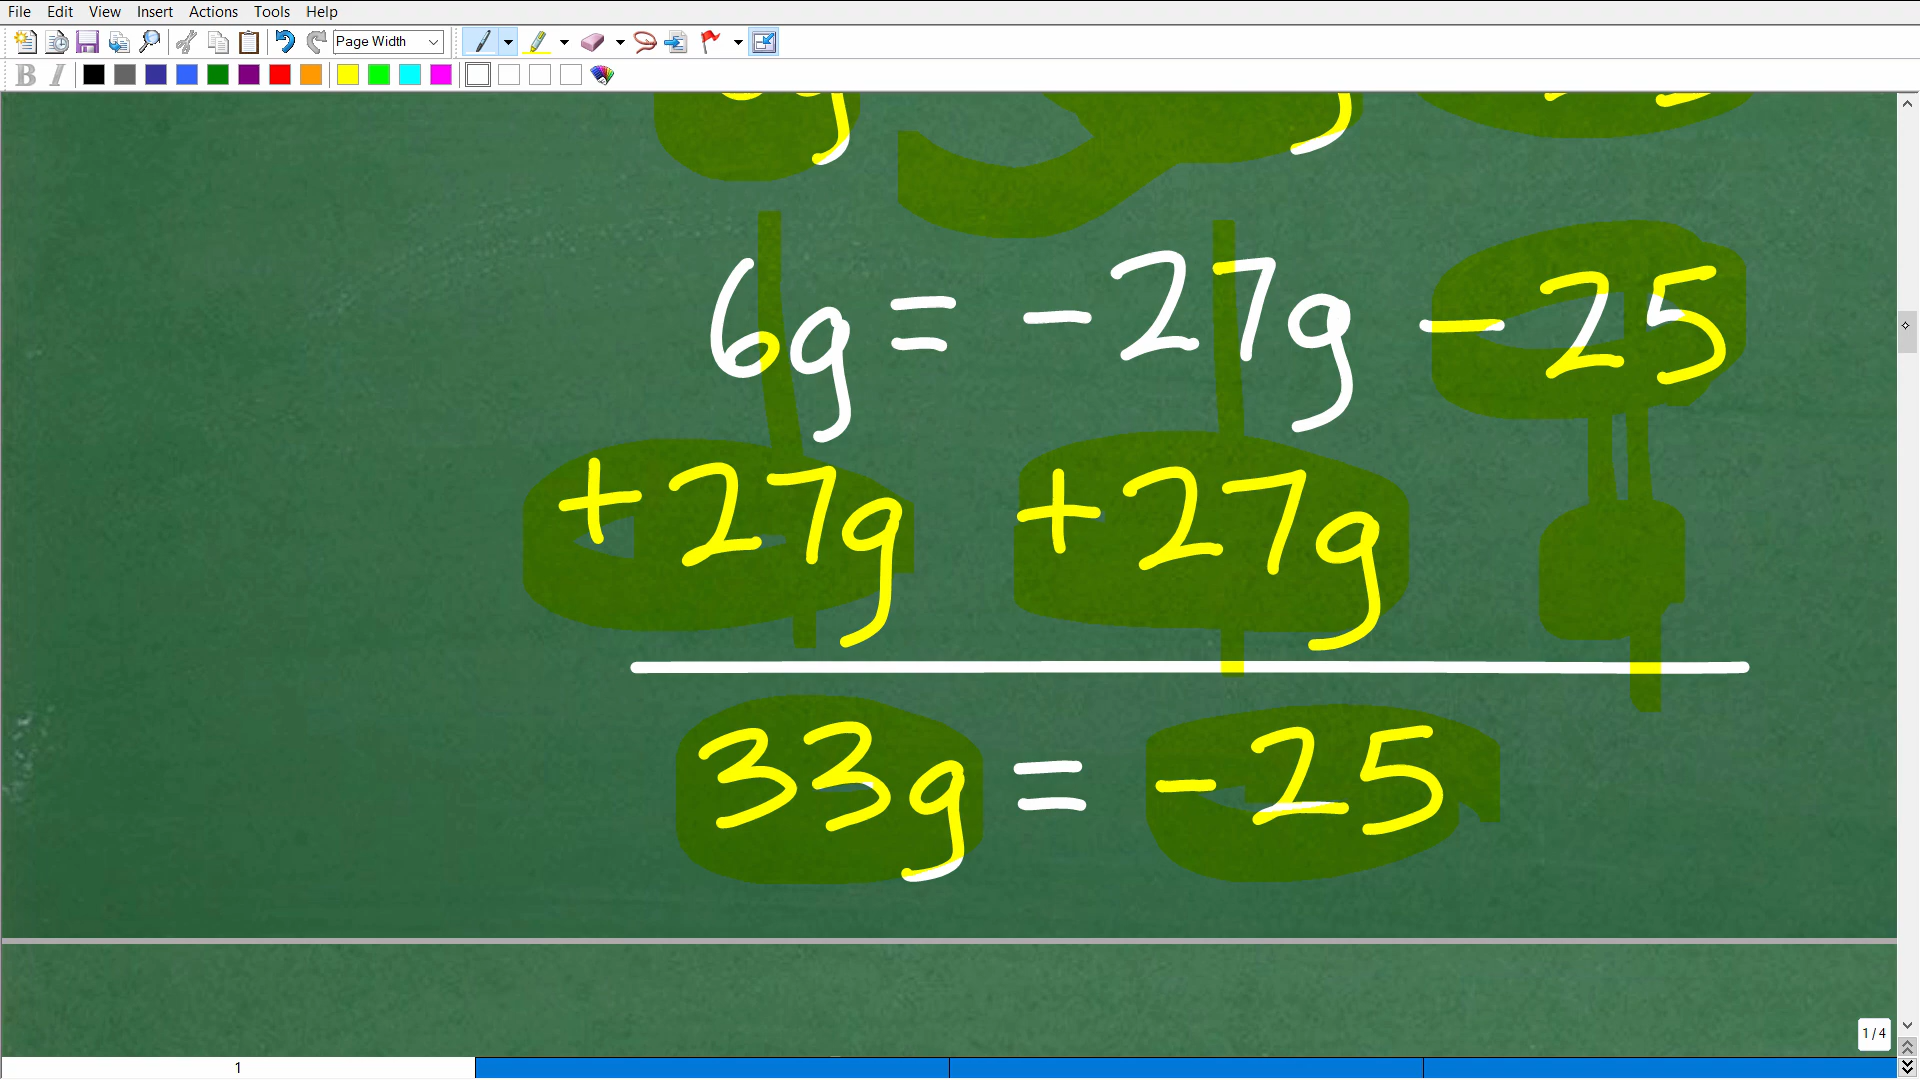 File Edit View Insert Actions Tools Help
Page Width
B I
6g = -27g - 25
+27g +27g
33g = -25
1 / 4
1